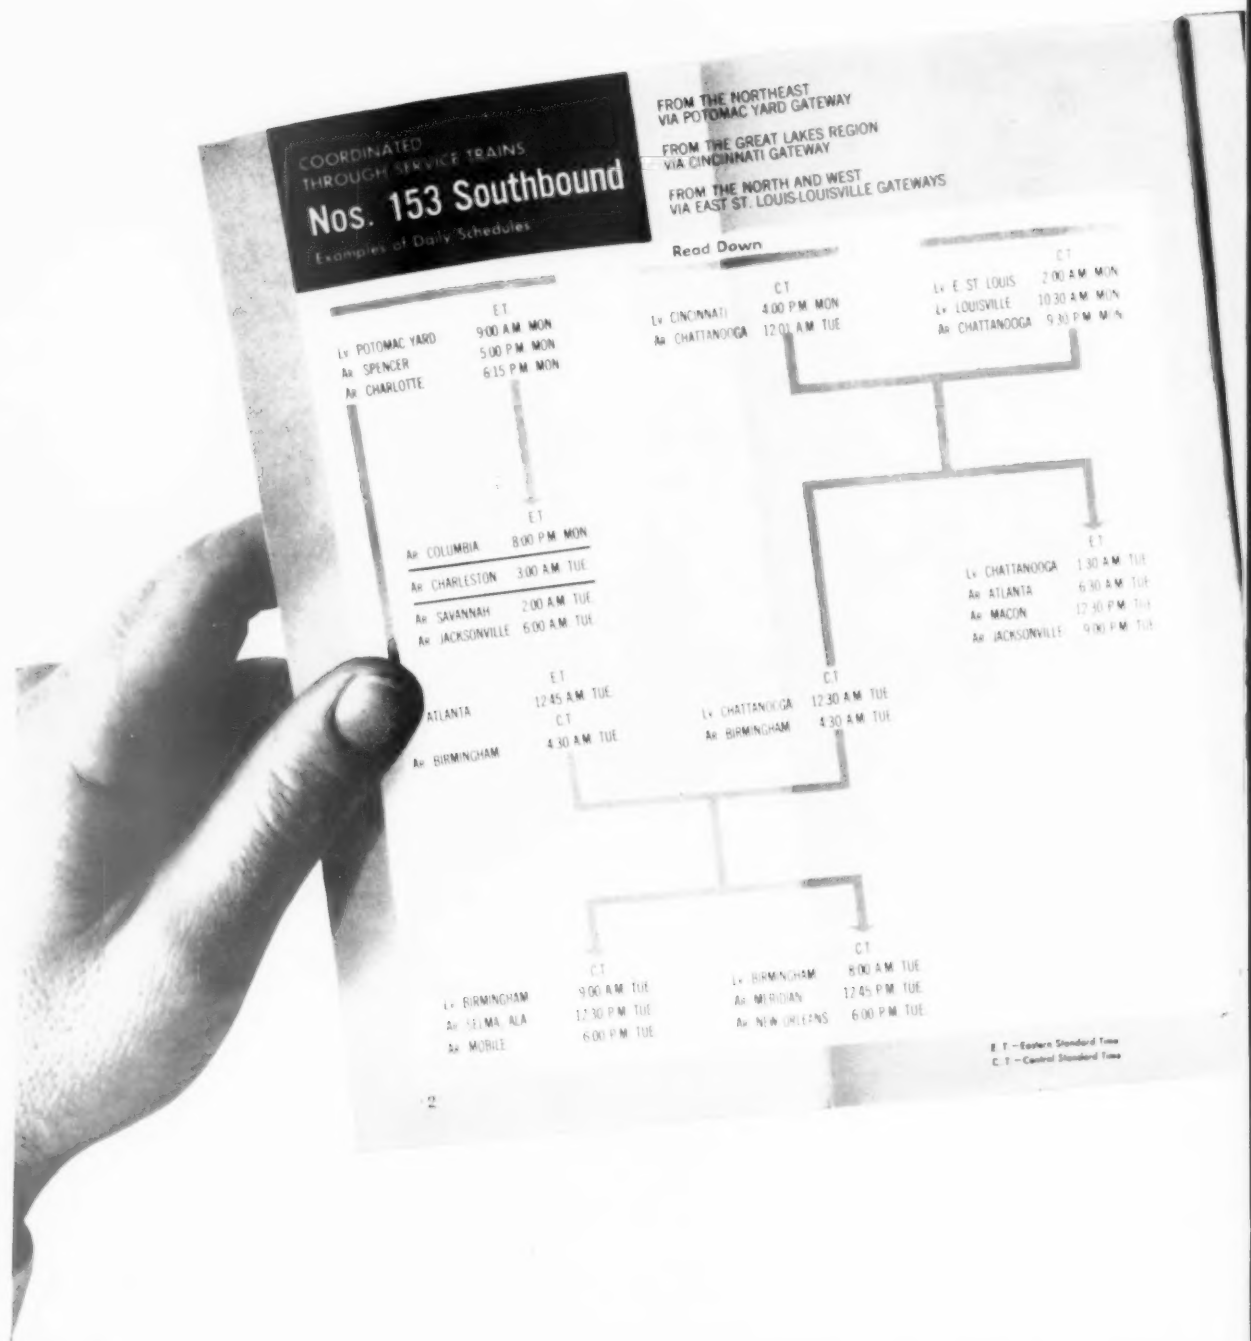 COORDINATED
THROUGH SERVICE TRAINS
Nos. 153 Southbound
Examples of Daily Schedules
FROM THE NORTHEAST
VIA POTOMAC YARD GATEWAY
FROM THE GREAT LAKES REGION
VIA CINCINNATI GATEWAY
FROM THE NORTH AND WEST
VIA EAST ST. LOUIS-LOUISVILLE GATEWAYS
Read Down
E.T.
Lv POTOMAC YARD 9:00 A.M. MON
Ar SPENCER 5:00 P.M. MON
Ar CHARLOTTE 6:15 P.M. MON
C.T.
Lv CINCINNATI 4:00 P.M. MON
Ar CHATTANOOGA 12:01 A.M. TUE
C.T.
Lv E. ST. LOUIS 2:00 A.M. MON
Lv LOUISVILLE 10:30 A.M. MON
Ar CHATTANOOGA 9:30 P.M. MON
E.T.
Ar COLUMBIA 8:00 P.M. MON
Ar CHARLESTON 3:00 A.M. TUE
Ar SAVANNAH 2:00 A.M. TUE
Ar JACKSONVILLE 6:00 A.M. TUE
E.T.
Lv CHATTANOOGA 1:30 A.M. TUE
Ar ATLANTA 6:30 A.M. TUE
Ar MACON 12:30 P.M. TUE
Ar JACKSONVILLE 9:00 P.M. TUE
E.T.
ATLANTA 12:45 A.M. TUE
C.T.
Ar BIRMINGHAM 4:30 A.M. TUE
C.T.
Lv CHATTANOOGA 12:30 A.M. TUE
Ar BIRMINGHAM 4:30 A.M. TUE
C.T.
Lv BIRMINGHAM 9:00 A.M. TUE
Ar SELMA, ALA 12:30 P.M. TUE
Ar MOBILE 6:00 P.M. TUE
C.T.
Lv BIRMINGHAM 8:00 A.M. TUE
Ar MERIDIAN 12:45 P.M. TUE
Ar NEW ORLEANS 6:00 P.M. TUE
E.T.—Eastern Standard Time
C.T.—Central Standard Time
2